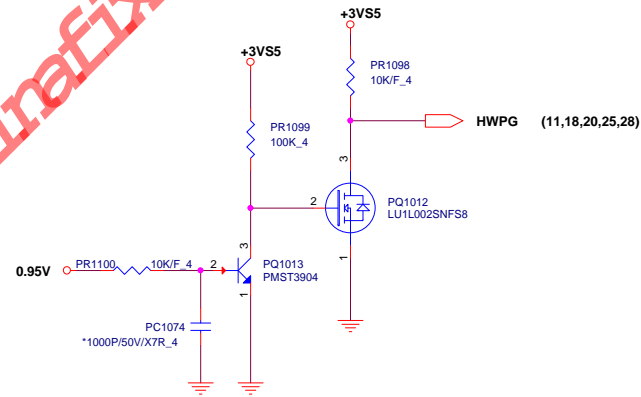 +3VS5
+3VS5
PR1098
10K/F_4
PR1099
100K_4
HWPG (11,18,20,25,28)
3
2
PQ1012
LU1L002SNFS8
1
3
0.95V
PR1100
10K/F_4
2
PQ1013
PMST3904
1
PC1074
*1000P/50V/X7R_4
inafix